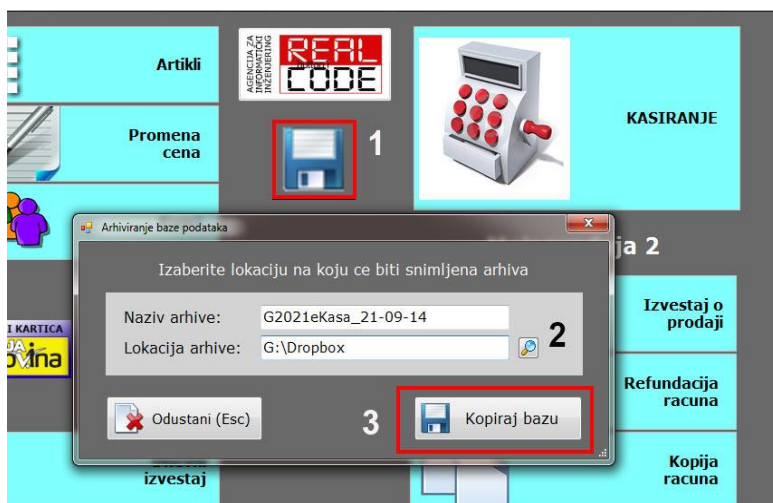 Artikli
AGENCIJA ZA
INFORMATIČKI
INŽENJERING
REAL
CODE
KASIRANJE
Promena
cena
1
Arhiviranje baze podataka
ja 2
Izaberite lokaciju na koju ce biti snimljena arhiva
Naziv arhive:
G2021eKasa_21-09-14
Lokacija arhive:
G:\Dropbox
2
Izvestaj o
prodaji
I KARTICA
Refundacija
racuna
Odustani (Esc)
3
Kopiraj bazu
izvestaj
Kopija
racuna